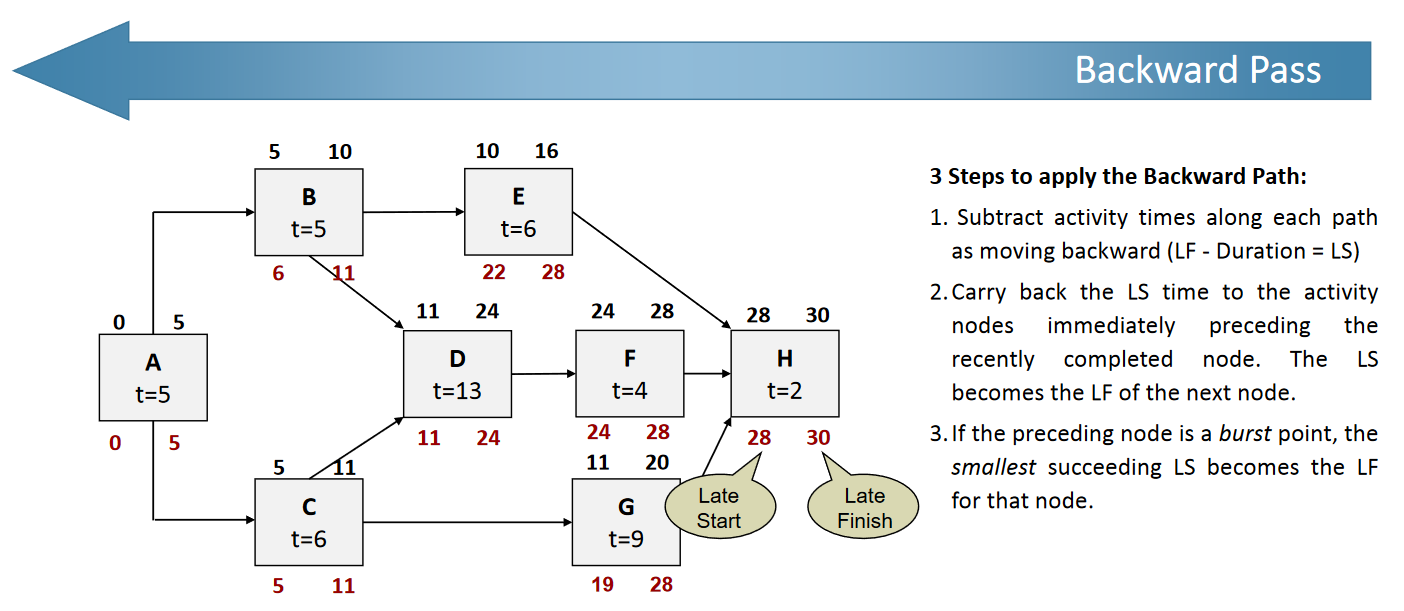 Backward Pass
5 10
B
t=5
6 11
10 16
E
t=6
22 28
0 5
A
t=5
0 5
11 24
D
t=13
11 24
24 28
F
t=4
24 28
28 30
H
t=2
28 30
5 11
C
t=6
5 11
11 20
G
t=9
19 28
Late
Start
Late
Finish
3 Steps to apply the Backward Path:
1. Subtract activity times along each path
as moving backward (LF - Duration = LS)
2. Carry back the LS time to the activity
nodes immediately preceding the
recently completed node. The LS
becomes the LF of the next node.
3. If the preceding node is a burst point, the
smallest succeeding LS becomes the LF
for that node.